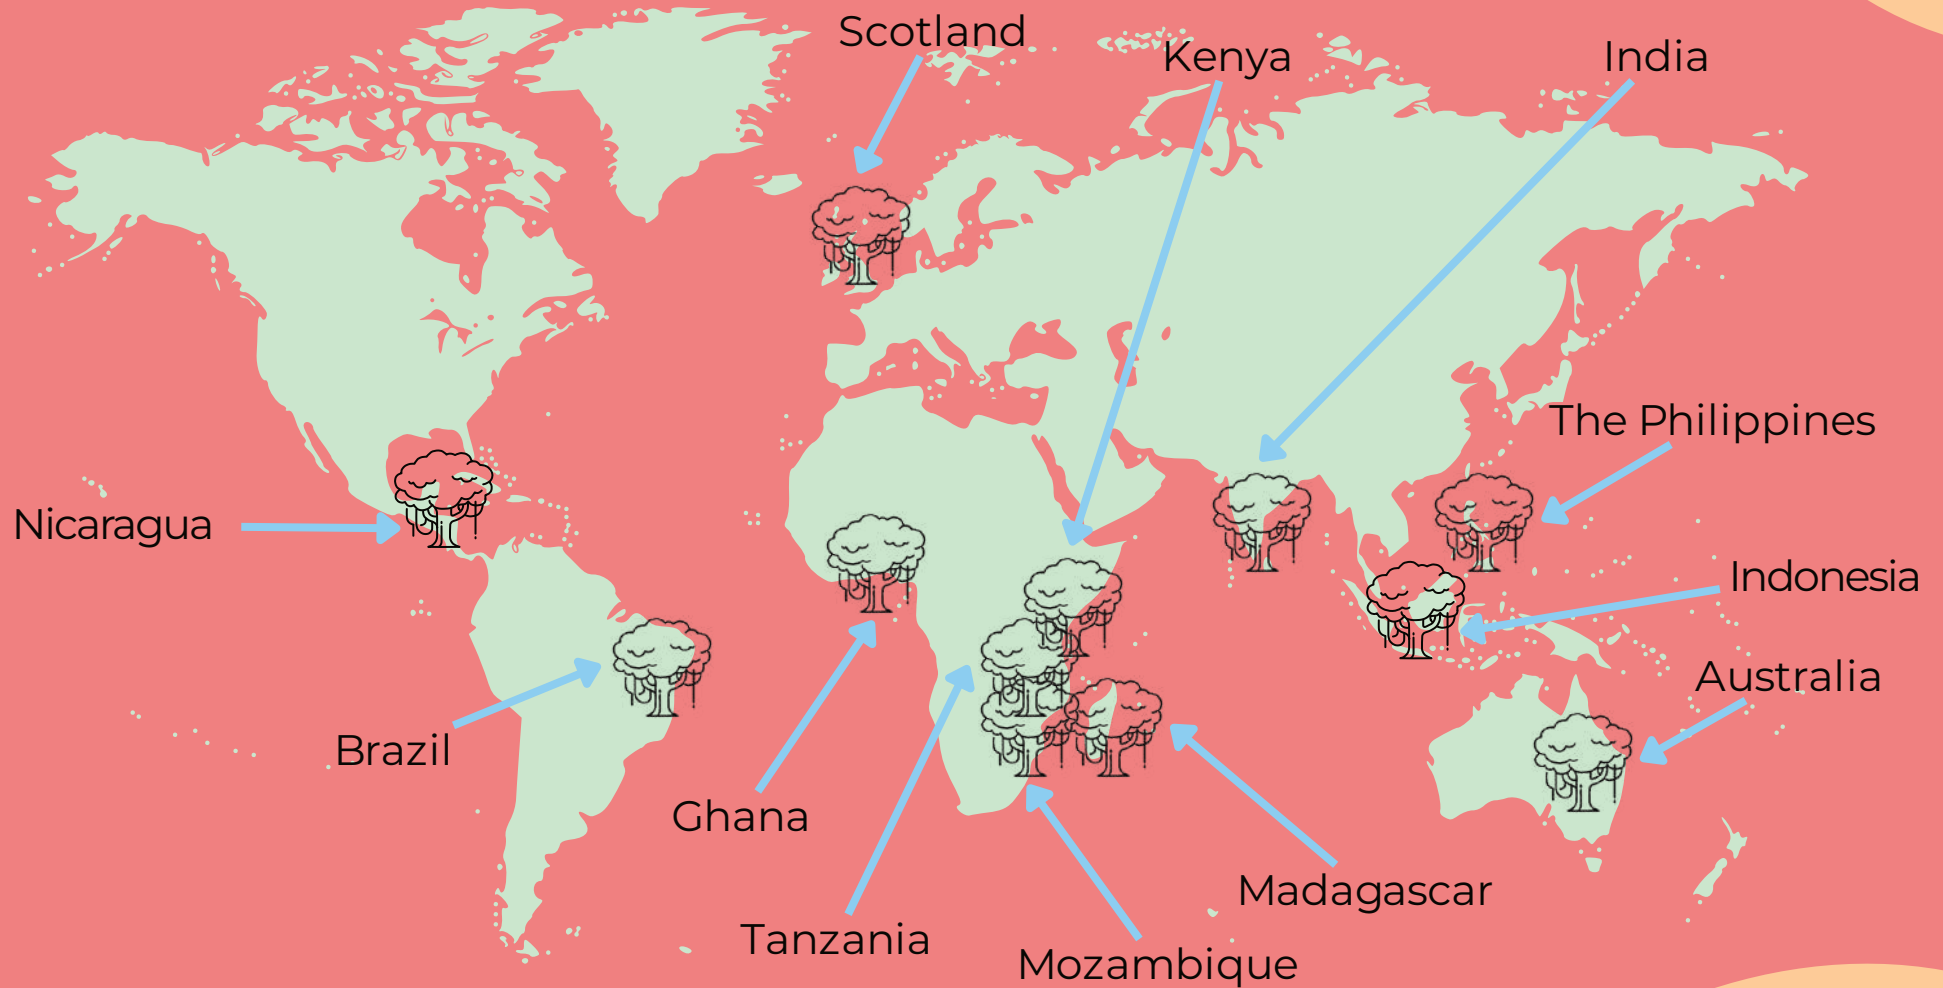 Scotland
Kenya
India
The Philippines
Nicaragua
Indonesia
Australia
Brazil
Ghana
Madagascar
Tanzania
Mozambique